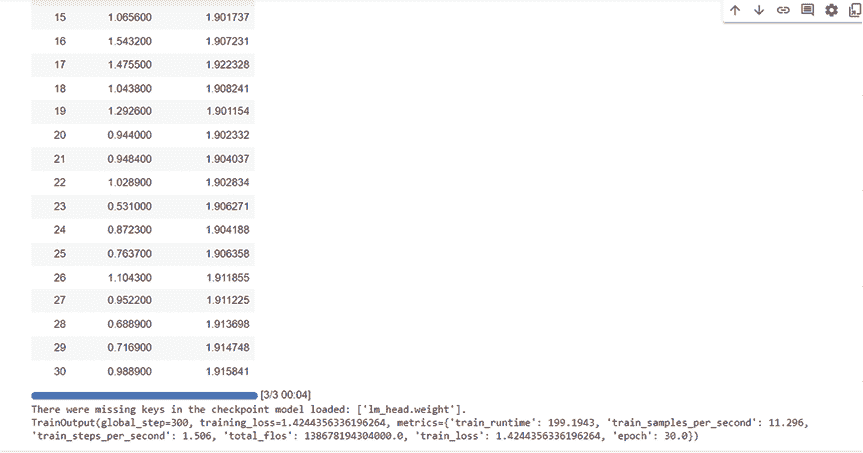 15 1.065600 1.901737
16 1.543200 1.907231
17 1.475500 1.922328
18 1.043800 1.908241
19 1.292600 1.901154
20 0.944000 1.902332
21 0.948400 1.904037
22 1.028900 1.902834
23 0.531000 1.906271
24 0.872300 1.904188
25 0.763700 1.906358
26 1.104300 1.911855
27 0.952200 1.911225
28 0.688900 1.913698
29 0.716900 1.914748
30 0.988900 1.915841
[3/3 00:04]
There were missing keys in the checkpoint model loaded: ['lm_head.weight'].
TrainOutput(global_step=300, training_loss=1.4244356336196264, metrics={'train_runtime': 199.1943, 'train_samples_per_second': 11.296,
'train_steps_per_second': 1.506, 'total_flos': 138678194304000.0, 'train_loss': 1.4244356336196264, 'epoch': 30.0})